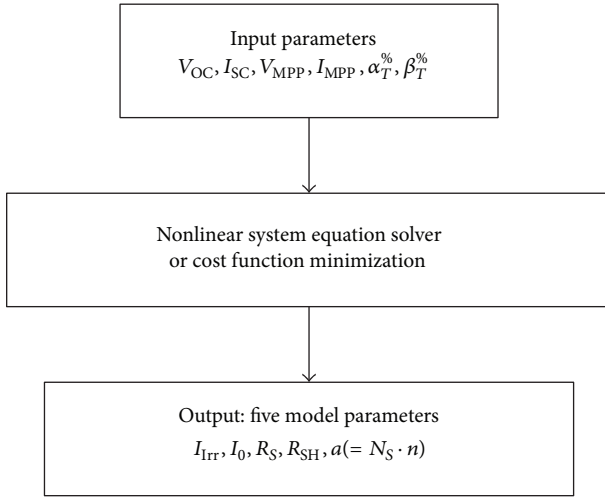 Input parameters
V_OC, I_SC, V_MPP, I_MPP, α_T^%, β_T^%
Nonlinear system equation solver
or cost function minimization
Output: five model parameters
I_Irr, I_0, R_S, R_SH, a(= N_S · n)